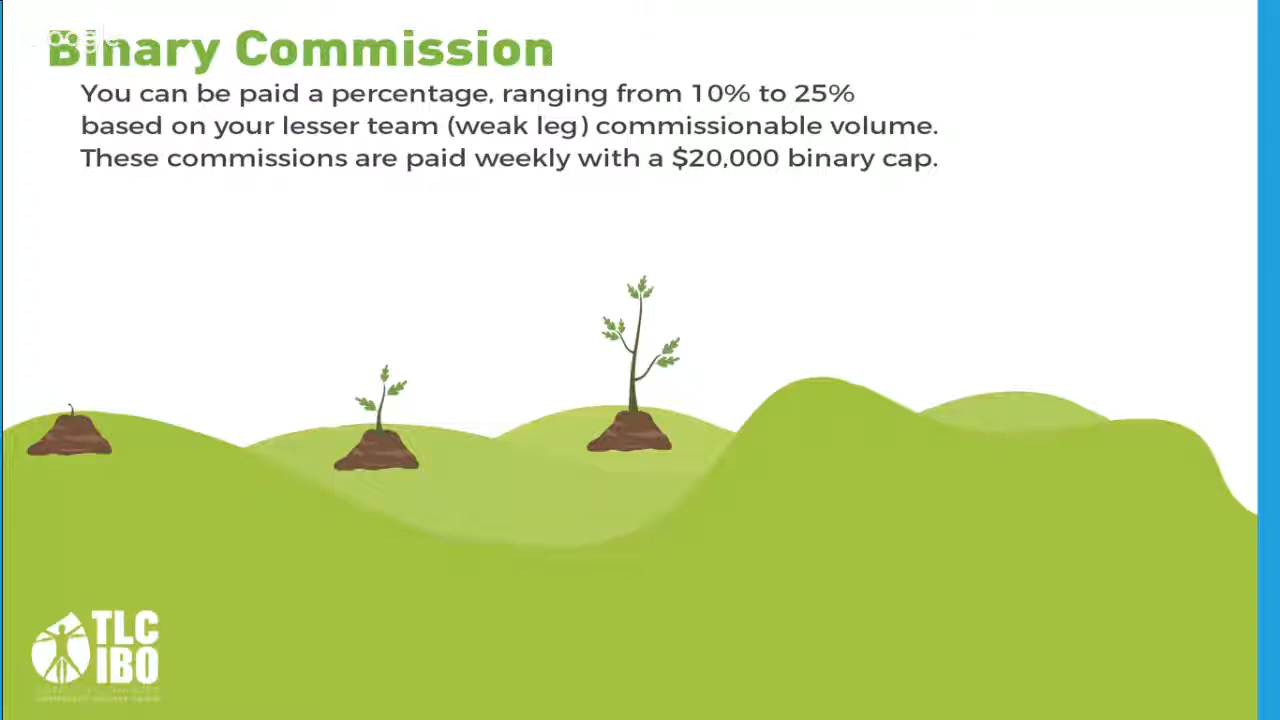 Binary Commission
You can be paid a percentage, ranging from 10% to 25%
based on your lesser team (weak leg) commissionable volume.
These commissions are paid weekly with a $20,000 binary cap.
TLC
IBO